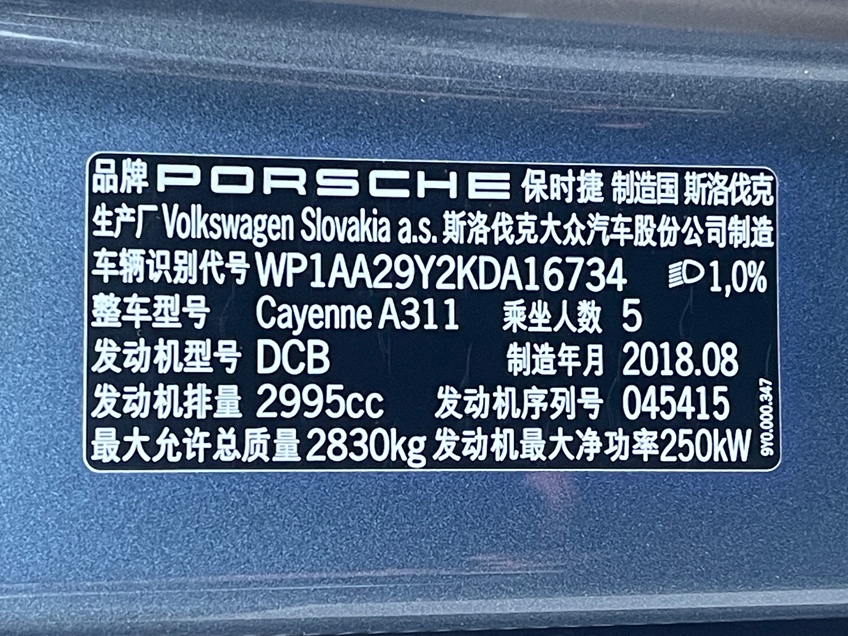 品牌 PORSCHE 保时捷 制造国 斯洛伐克
生产厂 Volkswagen Slovakia a.s. 斯洛伐克大众汽车股份公司制造
车辆识别代号 WP1AA29Y2KDA16734 1,0%
整车型号 Cayenne A311 乘坐人数 5
发动机型号 DCB 制造年月 2018.08
发动机排量 2995cc 发动机序列号 045415
最大允许总质量 2830kg 发动机最大净功率 250kW
9Y0.000.347